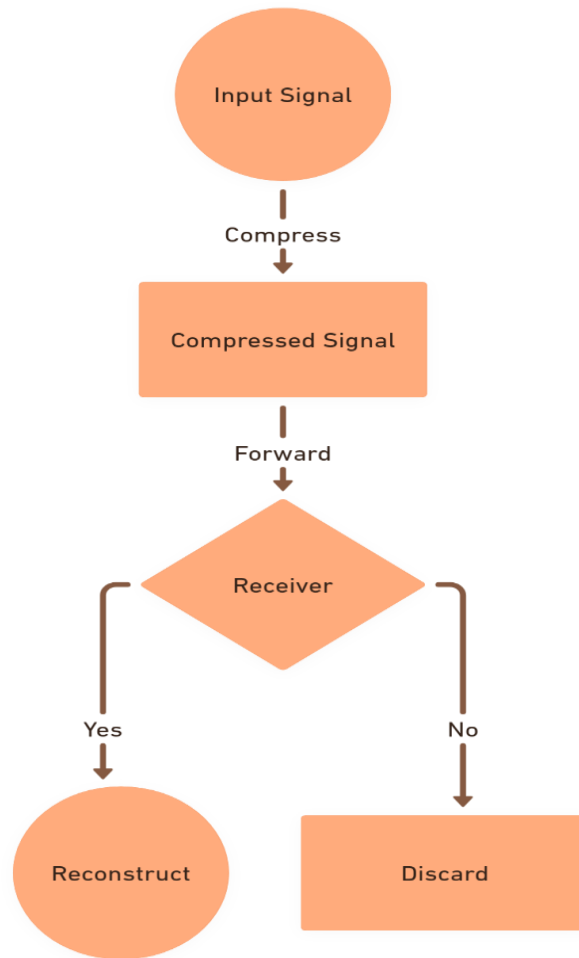 Input Signal
Compress
Compressed Signal
Forward
Receiver
Yes
No
Reconstruct
Discard